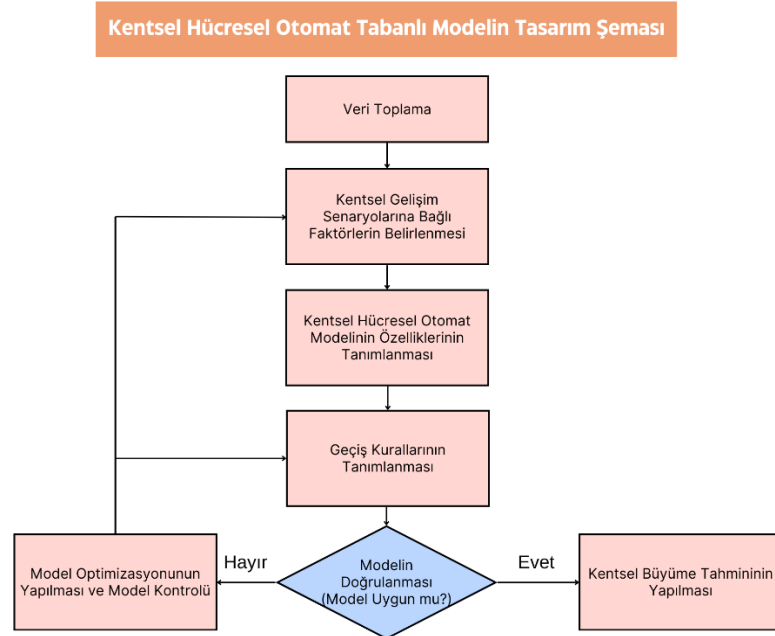 Kentsel Hücresel Otomat Tabanlı Modelin Tasarım Şeması
Veri Toplama
Kentsel Gelişim
Senaryolarına Bağlı
Faktörlerin Belirlenmesi
Kentsel Hücresel Otomat
Modelinin Özelliklerinin
Tanımlanması
Geçiş Kurallarının
Tanımlanması
Model Optimizasyonunun
Yapılması ve Model Kontrolü
Hayır
Modelin
Doğrulanması
(Model Uygun mu?)
Evet
Kentsel Büyüme Tahmininin
Yapılması